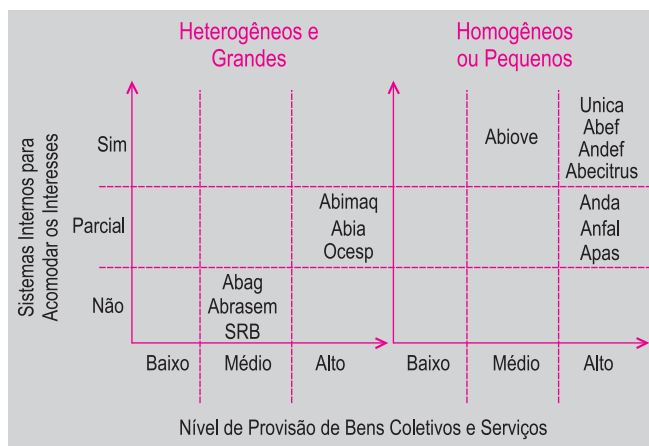 Heterogêneos e
Grandes
Homogêneos
ou Pequenos
Sistemas Internos para
Acomodar os Interesses
Sim
Parcial
Não
Abiove
Unica
Abef
Andef
Abecitrus
Abimaq
Abia
Ocesp
Anda
Anfal
Apas
Abag
Abrasem
SRB
Baixo
Médio
Alto
Baixo
Médio
Alto
Nível de Provisão de Bens Coletivos e Serviços